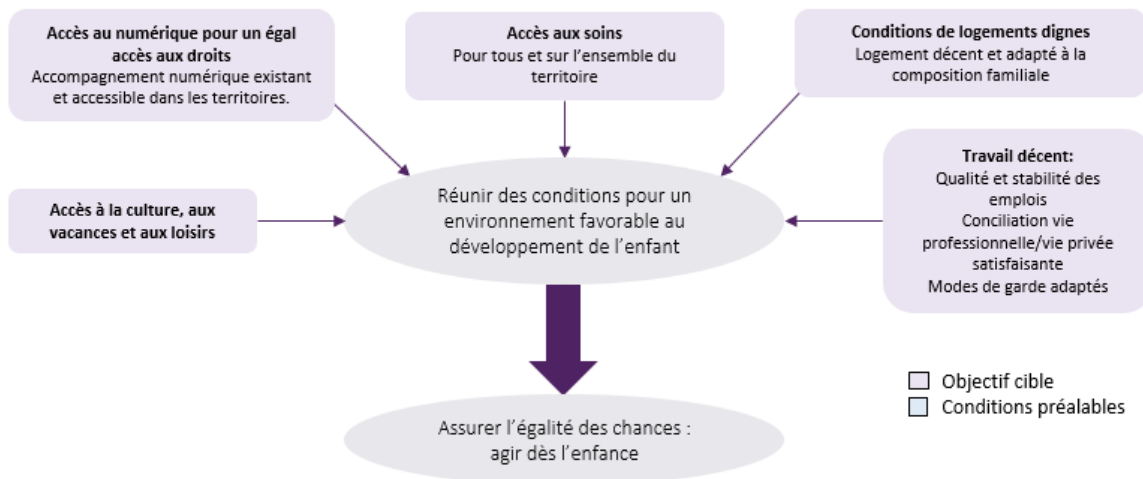 Accès au numérique pour un égal
accès aux droits
Accompagnement numérique existant
et accessible dans les territoires.
Accès aux soins
Pour tous et sur l’ensemble du
territoire
Conditions de logements dignes
Logement décent et adapté à la
composition familiale
Accès à la culture, aux
vacances et aux loisirs
Réunir des conditions pour un
environnement favorable au
développement de l’enfant
Travail décent:
Qualité et stabilité des
emplois
Conciliation vie
professionnelle/vie privée
satisfaisante
Modes de garde adaptés
Objectif cible
Conditions préalables
Assurer l’égalité des chances :
agir dès l’enfance